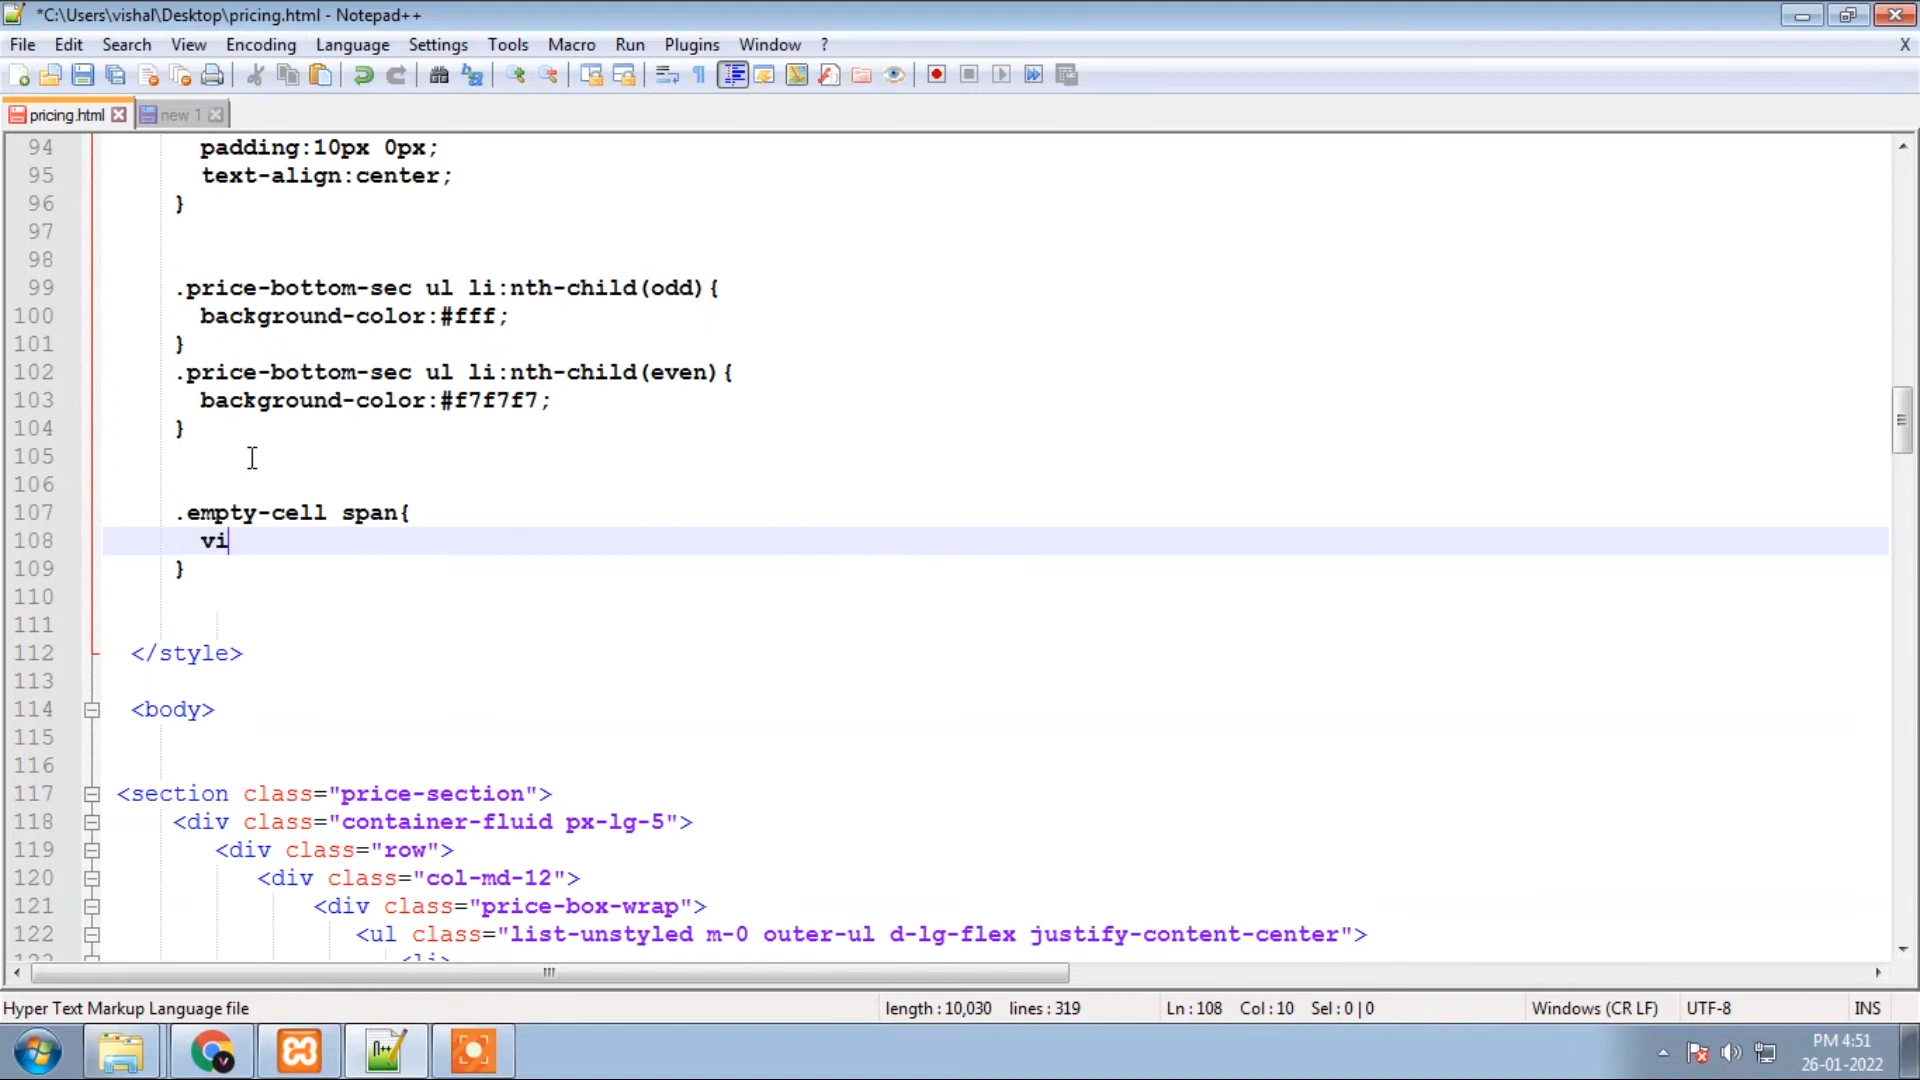 *C:\Users\vishal\Desktop\pricing.html - Notepad++
File Edit Search View Encoding Language Settings Tools Macro Run Plugins Window ? X
pricing.html new 1
94 padding:10px 0px;
95 text-align:center;
96 }
97
98
99 .price-bottom-sec ul li:nth-child(odd){
100 background-color:#fff;
101 }
102 .price-bottom-sec ul li:nth-child(even){
103 background-color:#f7f7f7;
104 }
105
106
107 .empty-cell span{
108 vi
109 }
110
111
112 </style>
113
114 <body>
115
116
117 <section class="price-section">
118 <div class="container-fluid px-lg-5">
119 <div class="row">
120 <div class="col-md-12">
121 <div class="price-box-wrap">
122 <ul class="list-unstyled m-0 outer-ul d-lg-flex justify-content-center">
123 <li>
Hyper Text Markup Language file length : 10,030 lines : 319 Ln : 108 Col : 10 Sel : 0 | 0 Windows (CR LF) UTF-8 INS
PM 4:51
26-01-2022